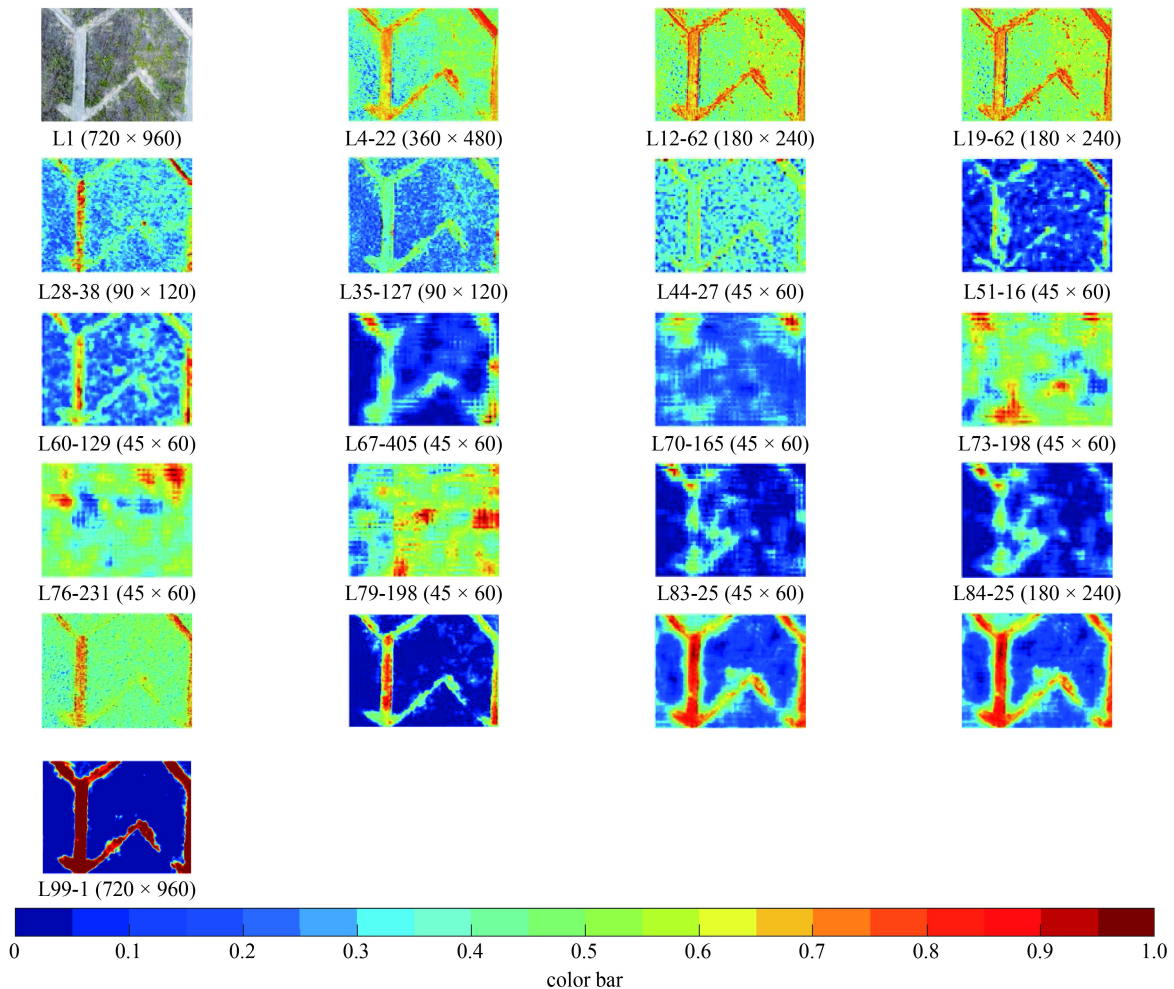 L1 (720 × 960) L4-22 (360 × 480) L12-62 (180 × 240) L19-62 (180 × 240)
L28-38 (90 × 120) L35-127 (90 × 120) L44-27 (45 × 60) L51-16 (45 × 60)
L60-129 (45 × 60) L67-405 (45 × 60) L70-165 (45 × 60) L73-198 (45 × 60)
L76-231 (45 × 60) L79-198 (45 × 60) L83-25 (45 × 60) L84-25 (180 × 240)
L99-1 (720 × 960)
0 0.1 0.2 0.3 0.4 0.5 0.6 0.7 0.8 0.9 1.0
color bar